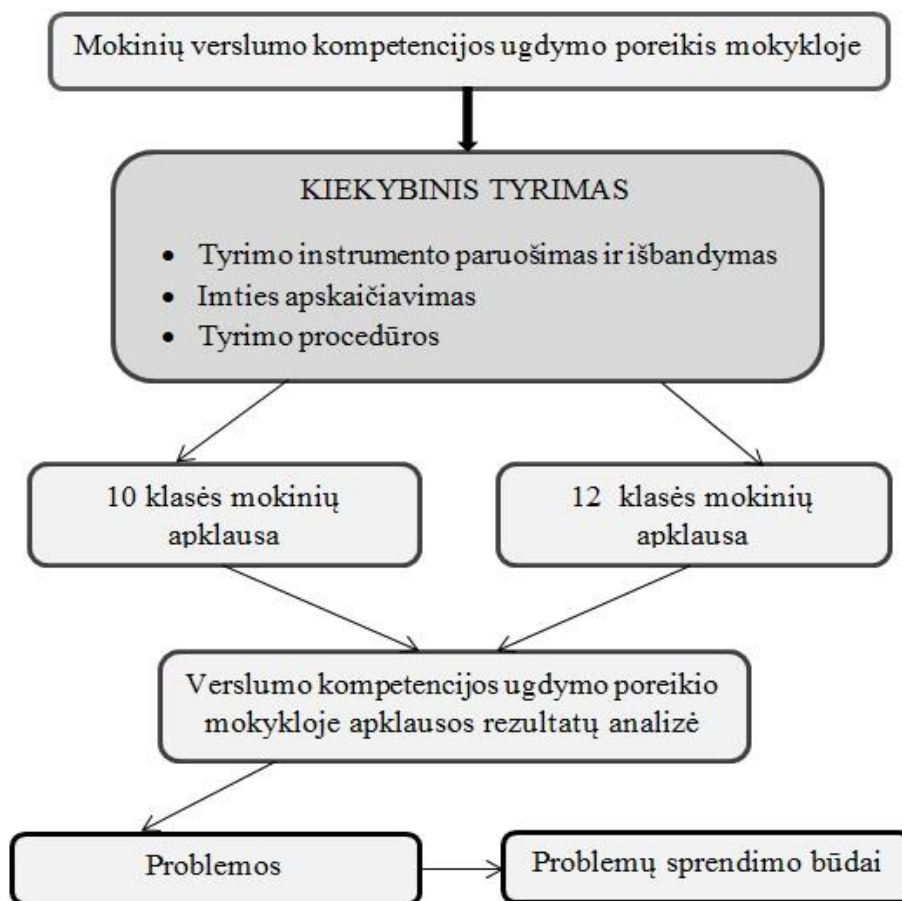 Mokinių verslumo kompetencijos ugdymo poreikis mokykloje
KIEKYBINIS TYRIMAS
• Tyrimo instrumento paruošimas ir išbandymas
• Imties apskaičiavimas
• Tyrimo procedūros
10 klasės mokinių
apklausa
12 klasės mokinių
apklausa
Verslumo kompetencijos ugdymo poreikio
mokykloje apklausos rezultatų analizė
Problemos
Problemų sprendimo būdai